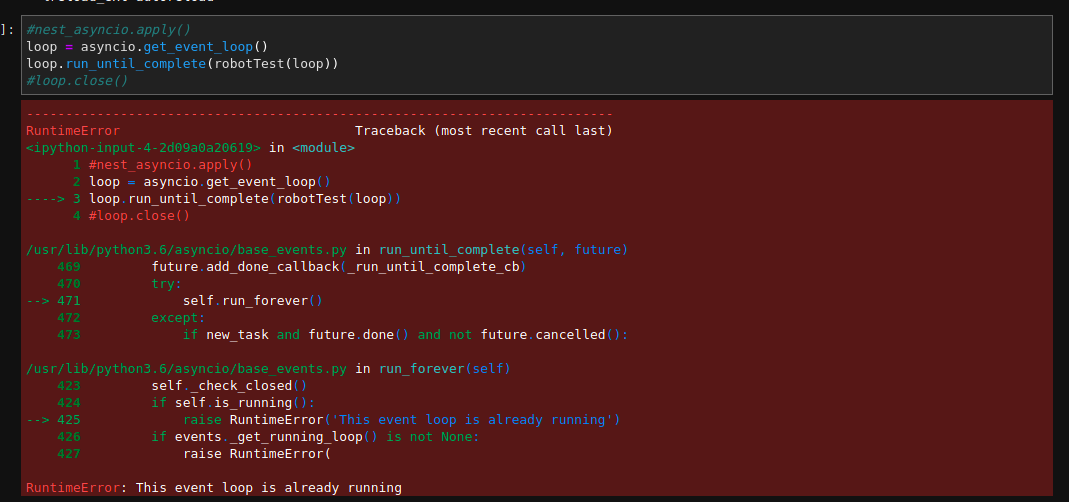 ]: #nest_asyncio.apply()
loop = asyncio.get_event_loop()
loop.run_until_complete(robotTest(loop))
#loop.close()
---------------------------------------------------------------------------
RuntimeError                              Traceback (most recent call last)
<ipython-input-4-2d09a0a20619> in <module>
      1 #nest_asyncio.apply()
      2 loop = asyncio.get_event_loop()
----> 3 loop.run_until_complete(robotTest(loop))
      4 #loop.close()
/usr/lib/python3.6/asyncio/base_events.py in run_until_complete(self, future)
    469         future.add_done_callback(_run_until_complete_cb)
    470         try:
--> 471             self.run_forever()
    472         except:
    473             if new_task and future.done() and not future.cancelled():
/usr/lib/python3.6/asyncio/base_events.py in run_forever(self)
    423         self._check_closed()
    424         if self.is_running():
--> 425             raise RuntimeError('This event loop is already running')
    426         if events._get_running_loop() is not None:
    427             raise RuntimeError(
RuntimeError: This event loop is already running